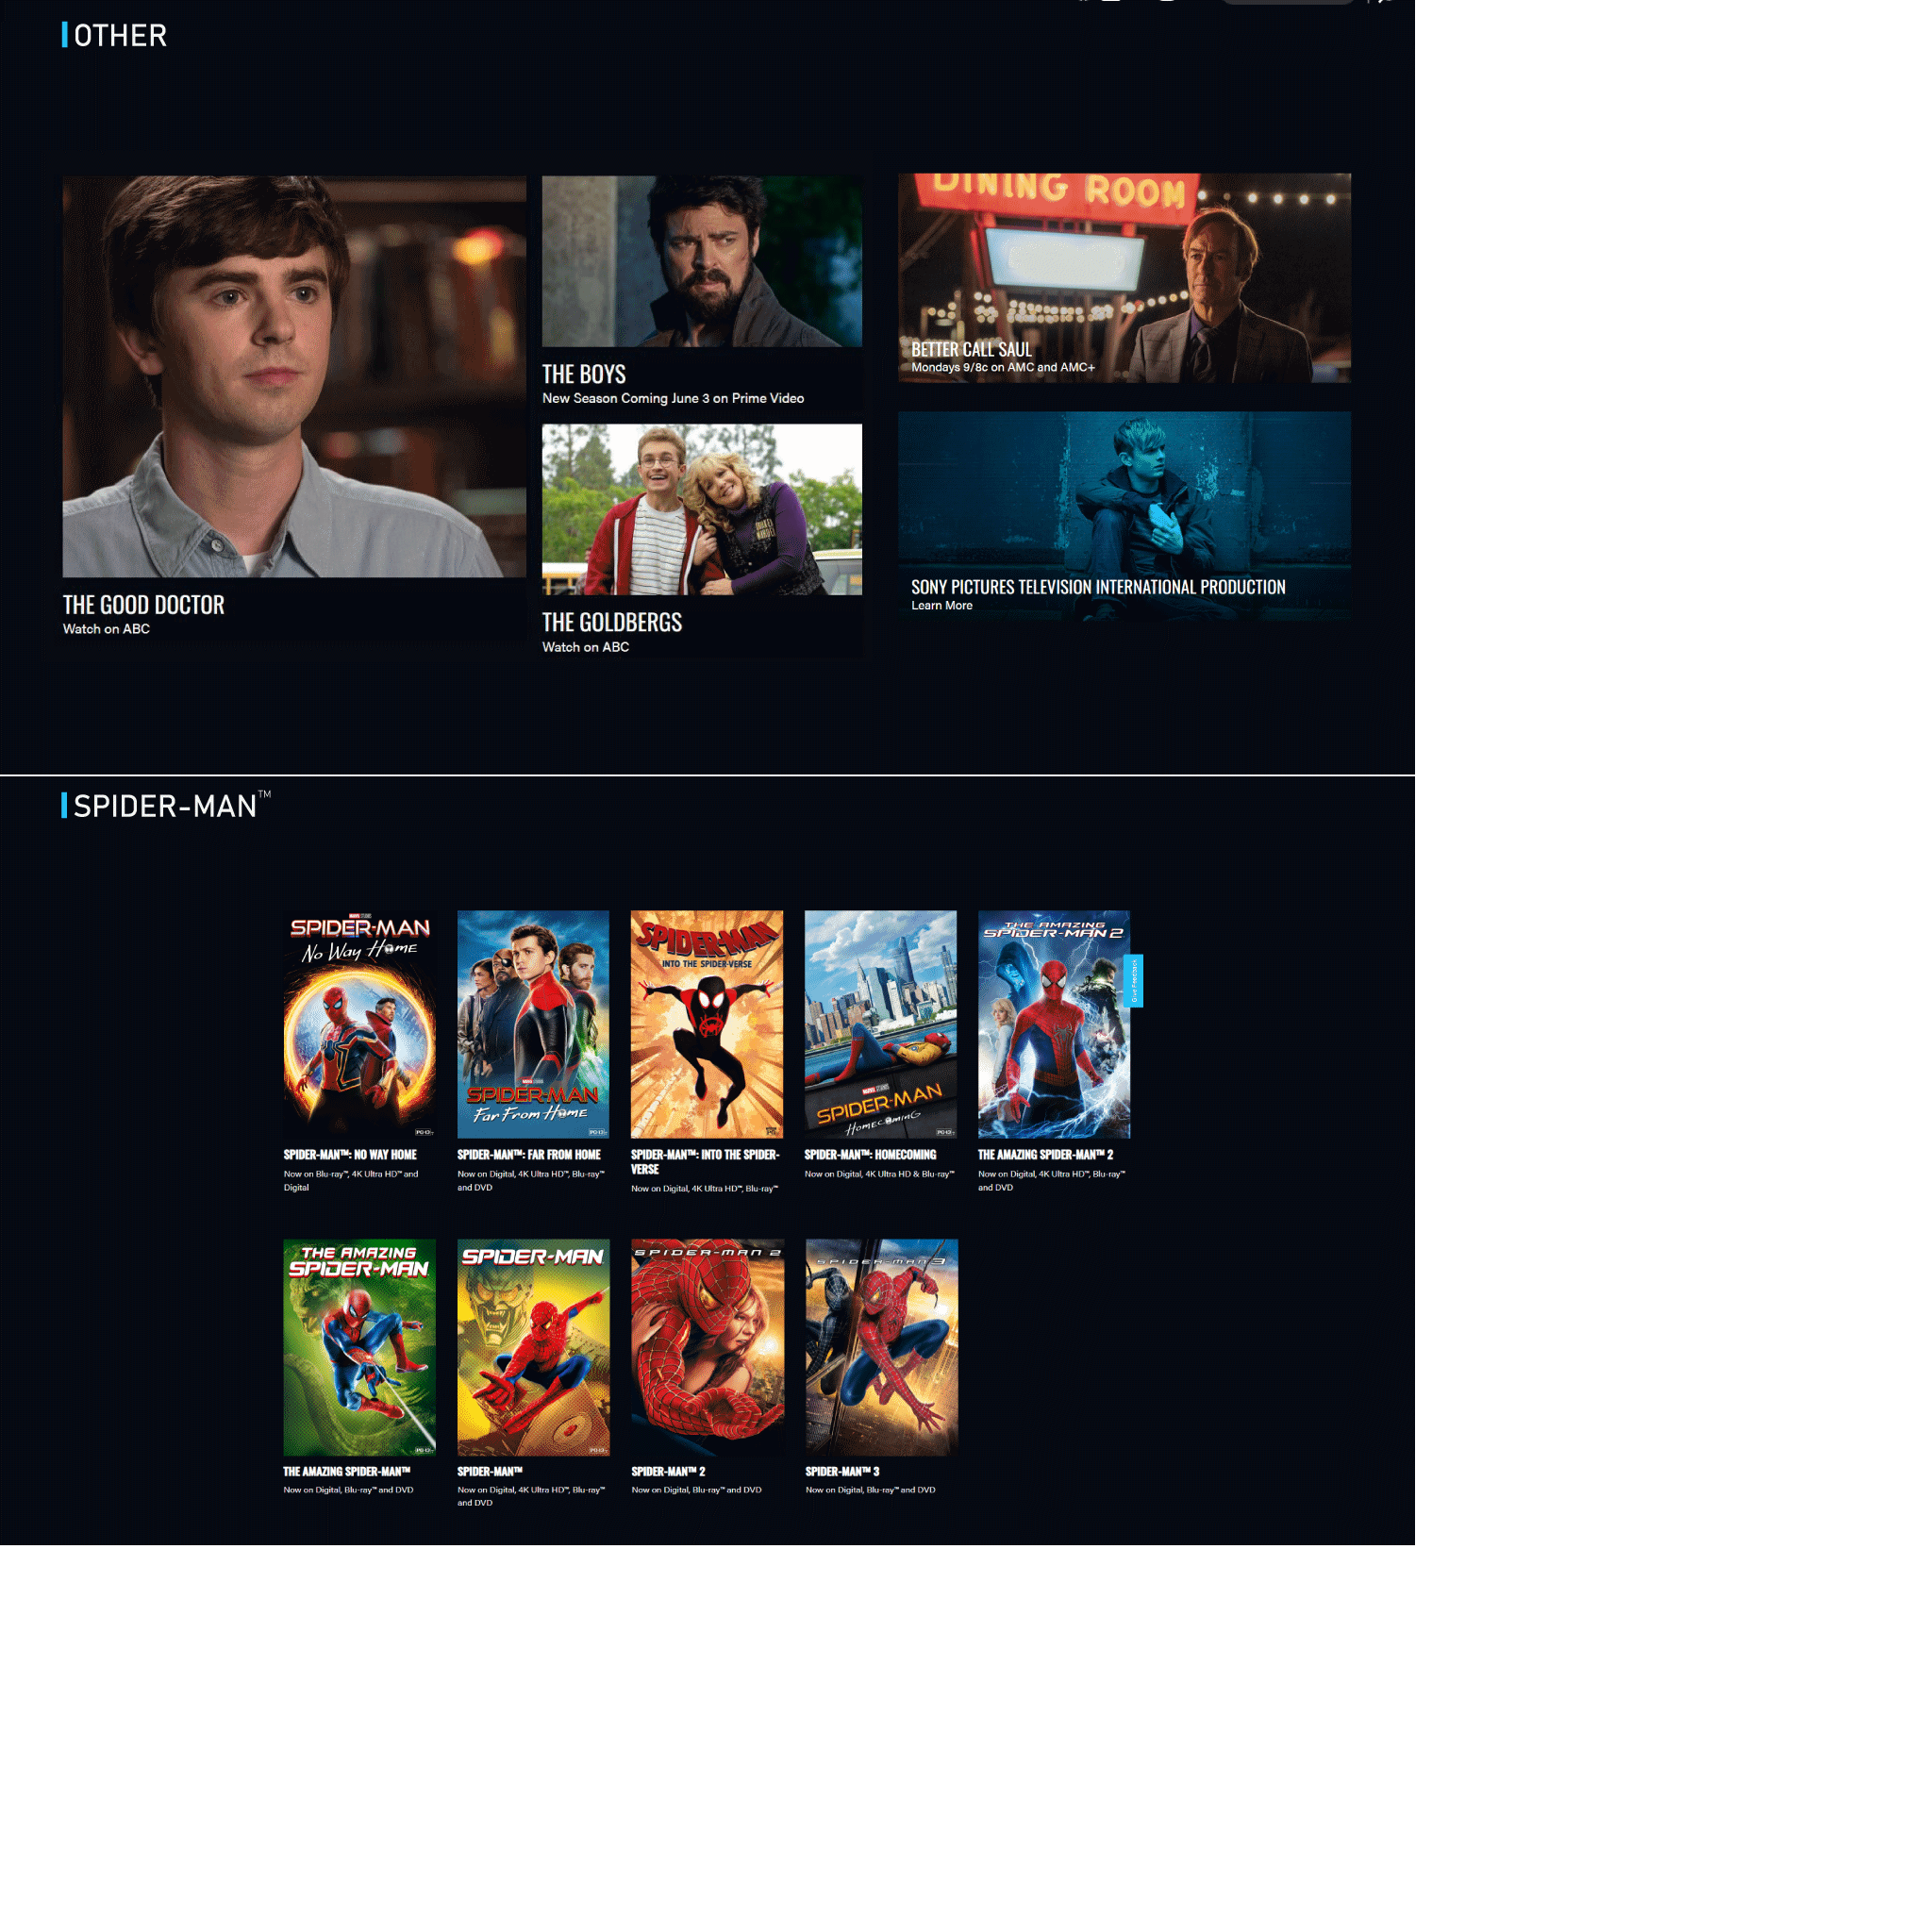 OTHER
DINING ROOM
BETTER CALL SAUL
Mondays 9/8c on AMC and AMC+
THE BOYS
New Season Coming June 3 on Prime Video
SONY PICTURES TELEVISION INTERNATIONAL PRODUCTION
Learn More
THE GOOD DOCTOR
Watch on ABC
THE GOLDBERGS
Watch on ABC
SPIDER-MAN™
SPIDER-MAN
No Way Home
SPIDER-MAN
Far From Home
SPIDER-MAN
INTO THE SPIDER-VERSE
SPIDER-MAN
Homecoming
THE AMAZING
SPIDER-MAN 2
Give Feedback
SPIDER-MAN™: NO WAY HOME
Now on Blu-ray™, 4K Ultra HD™ and
Digital
SPIDER-MAN™: FAR FROM HOME
Now on Digital, 4K Ultra HD™, Blu-ray™
and DVD
SPIDER-MAN™: INTO THE SPIDER-
VERSE
Now on Digital, 4K Ultra HD™, Blu-ray™
SPIDER-MAN™: HOMECOMING
Now on Digital, 4K Ultra HD & Blu-ray™
THE AMAZING SPIDER-MAN™ 2
Now on Digital, 4K Ultra HD™, Blu-ray™
and DVD
THE AMAZING
SPIDER-MAN
SPIDER-MAN
SPIDER-MAN 2
SPIDER-MAN 3
THE AMAZING SPIDER-MAN™
Now on Digital, Blu-ray™ and DVD
SPIDER-MAN™
Now on Digital, 4K Ultra HD™, Blu-ray™
and DVD
SPIDER-MAN™ 2
Now on Digital, Blu-ray™ and DVD
SPIDER-MAN™ 3
Now on Digital, Blu-ray™ and DVD